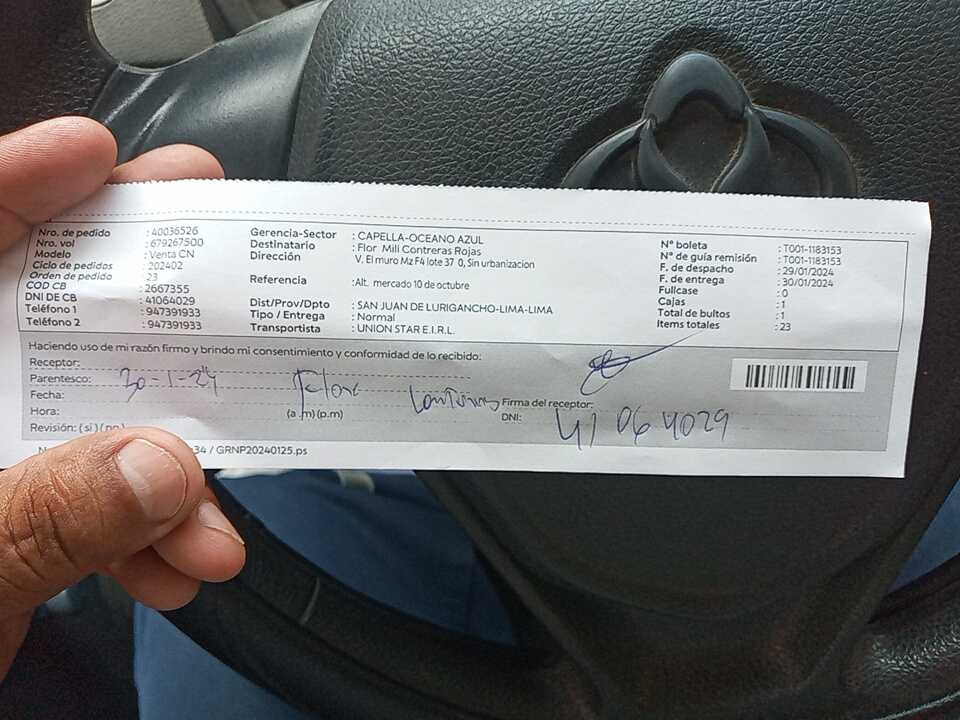 Nro. de pedido : 40036526
Nro. vol : 679267500
Modelo : Venta CN
Ciclo de pedidos : 202402
Orden de pedido : 23
COD CB : 2667355
DNI DE CB : 41064029
Teléfono 1 : 947391933
Teléfono 2 : 947391933
Gerencia-Sector : CAPELLA-OCEANO AZUL
Destinatario : Flor Mili Contreras Rojas
Dirección V. El muro Mz F4 lote 37 0, Sin urbanizacion
Referencia :Alt. mercado 10 de octubre
Dist/Prov/Dpto : SAN JUAN DE LURIGANCHO-LIMA-LIMA
Tipo / Entrega : Normal
Transportista : UNION STAR E.I.R.L.
N° boleta : T001-1183153
N° de guía remisión : T001-1183153
F. de despacho : 29/01/2024
F. de entrega : 30/01/2024
Fullcase : 0
Cajas : 1
Total de bultos : 1
Items totales : 23
Haciendo uso de mi razón firmo y brindo mi consentimiento y conformidad de lo recibido:
Receptor:
Parentesco: 30-1-24 Flor
Fecha:
Hora: (a .m) (p.m)
Revisión: ( si ) (no)
Firma del receptor:
DNI: 41064029
34 / GRNP20240125.ps